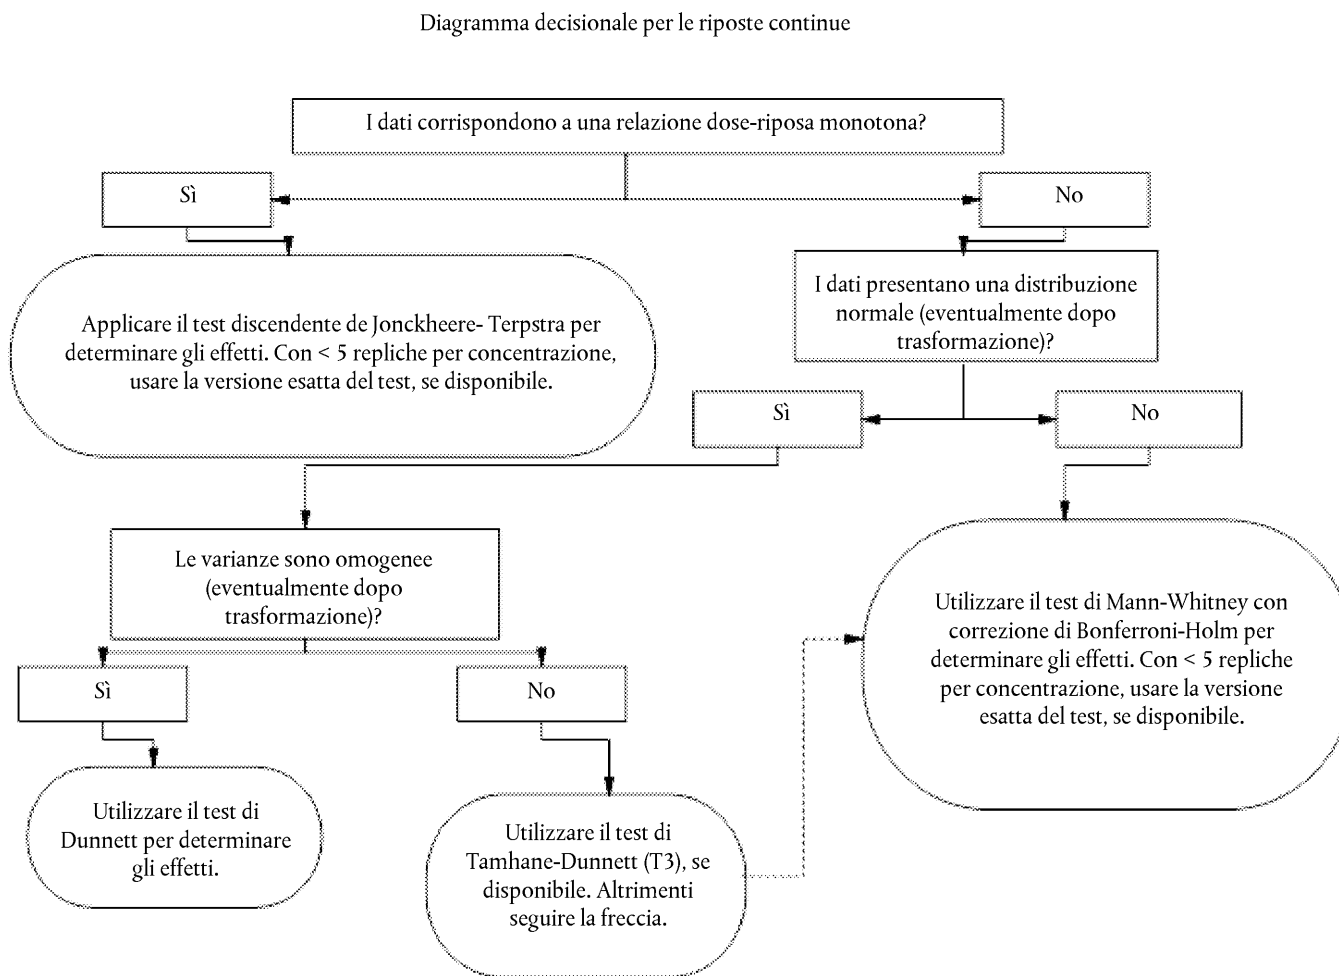 Diagramma decisionale per le riposte continue
I dati corrispondono a una relazione dose-riposa monotona?
Sì
No
Applicare il test discendente de Jonckheere- Terpstra per
determinare gli effetti. Con < 5 repliche per concentrazione,
usare la versione esatta del test, se disponibile.
I dati presentano una distribuzione
normale (eventualmente dopo
trasformazione)?
Sì
No
Le varianze sono omogenee
(eventualmente dopo
trasformazione)?
Utilizzare il test di Mann-Whitney con
correzione di Bonferroni-Holm per
determinare gli effetti. Con < 5 repliche
per concentrazione, usare la versione
esatta del test, se disponibile.
Sì
No
Utilizzare il test di
Dunnett per determinare
gli effetti.
Utilizzare il test di
Tamhane-Dunnett (T3), se
disponibile. Altrimenti
seguire la freccia.